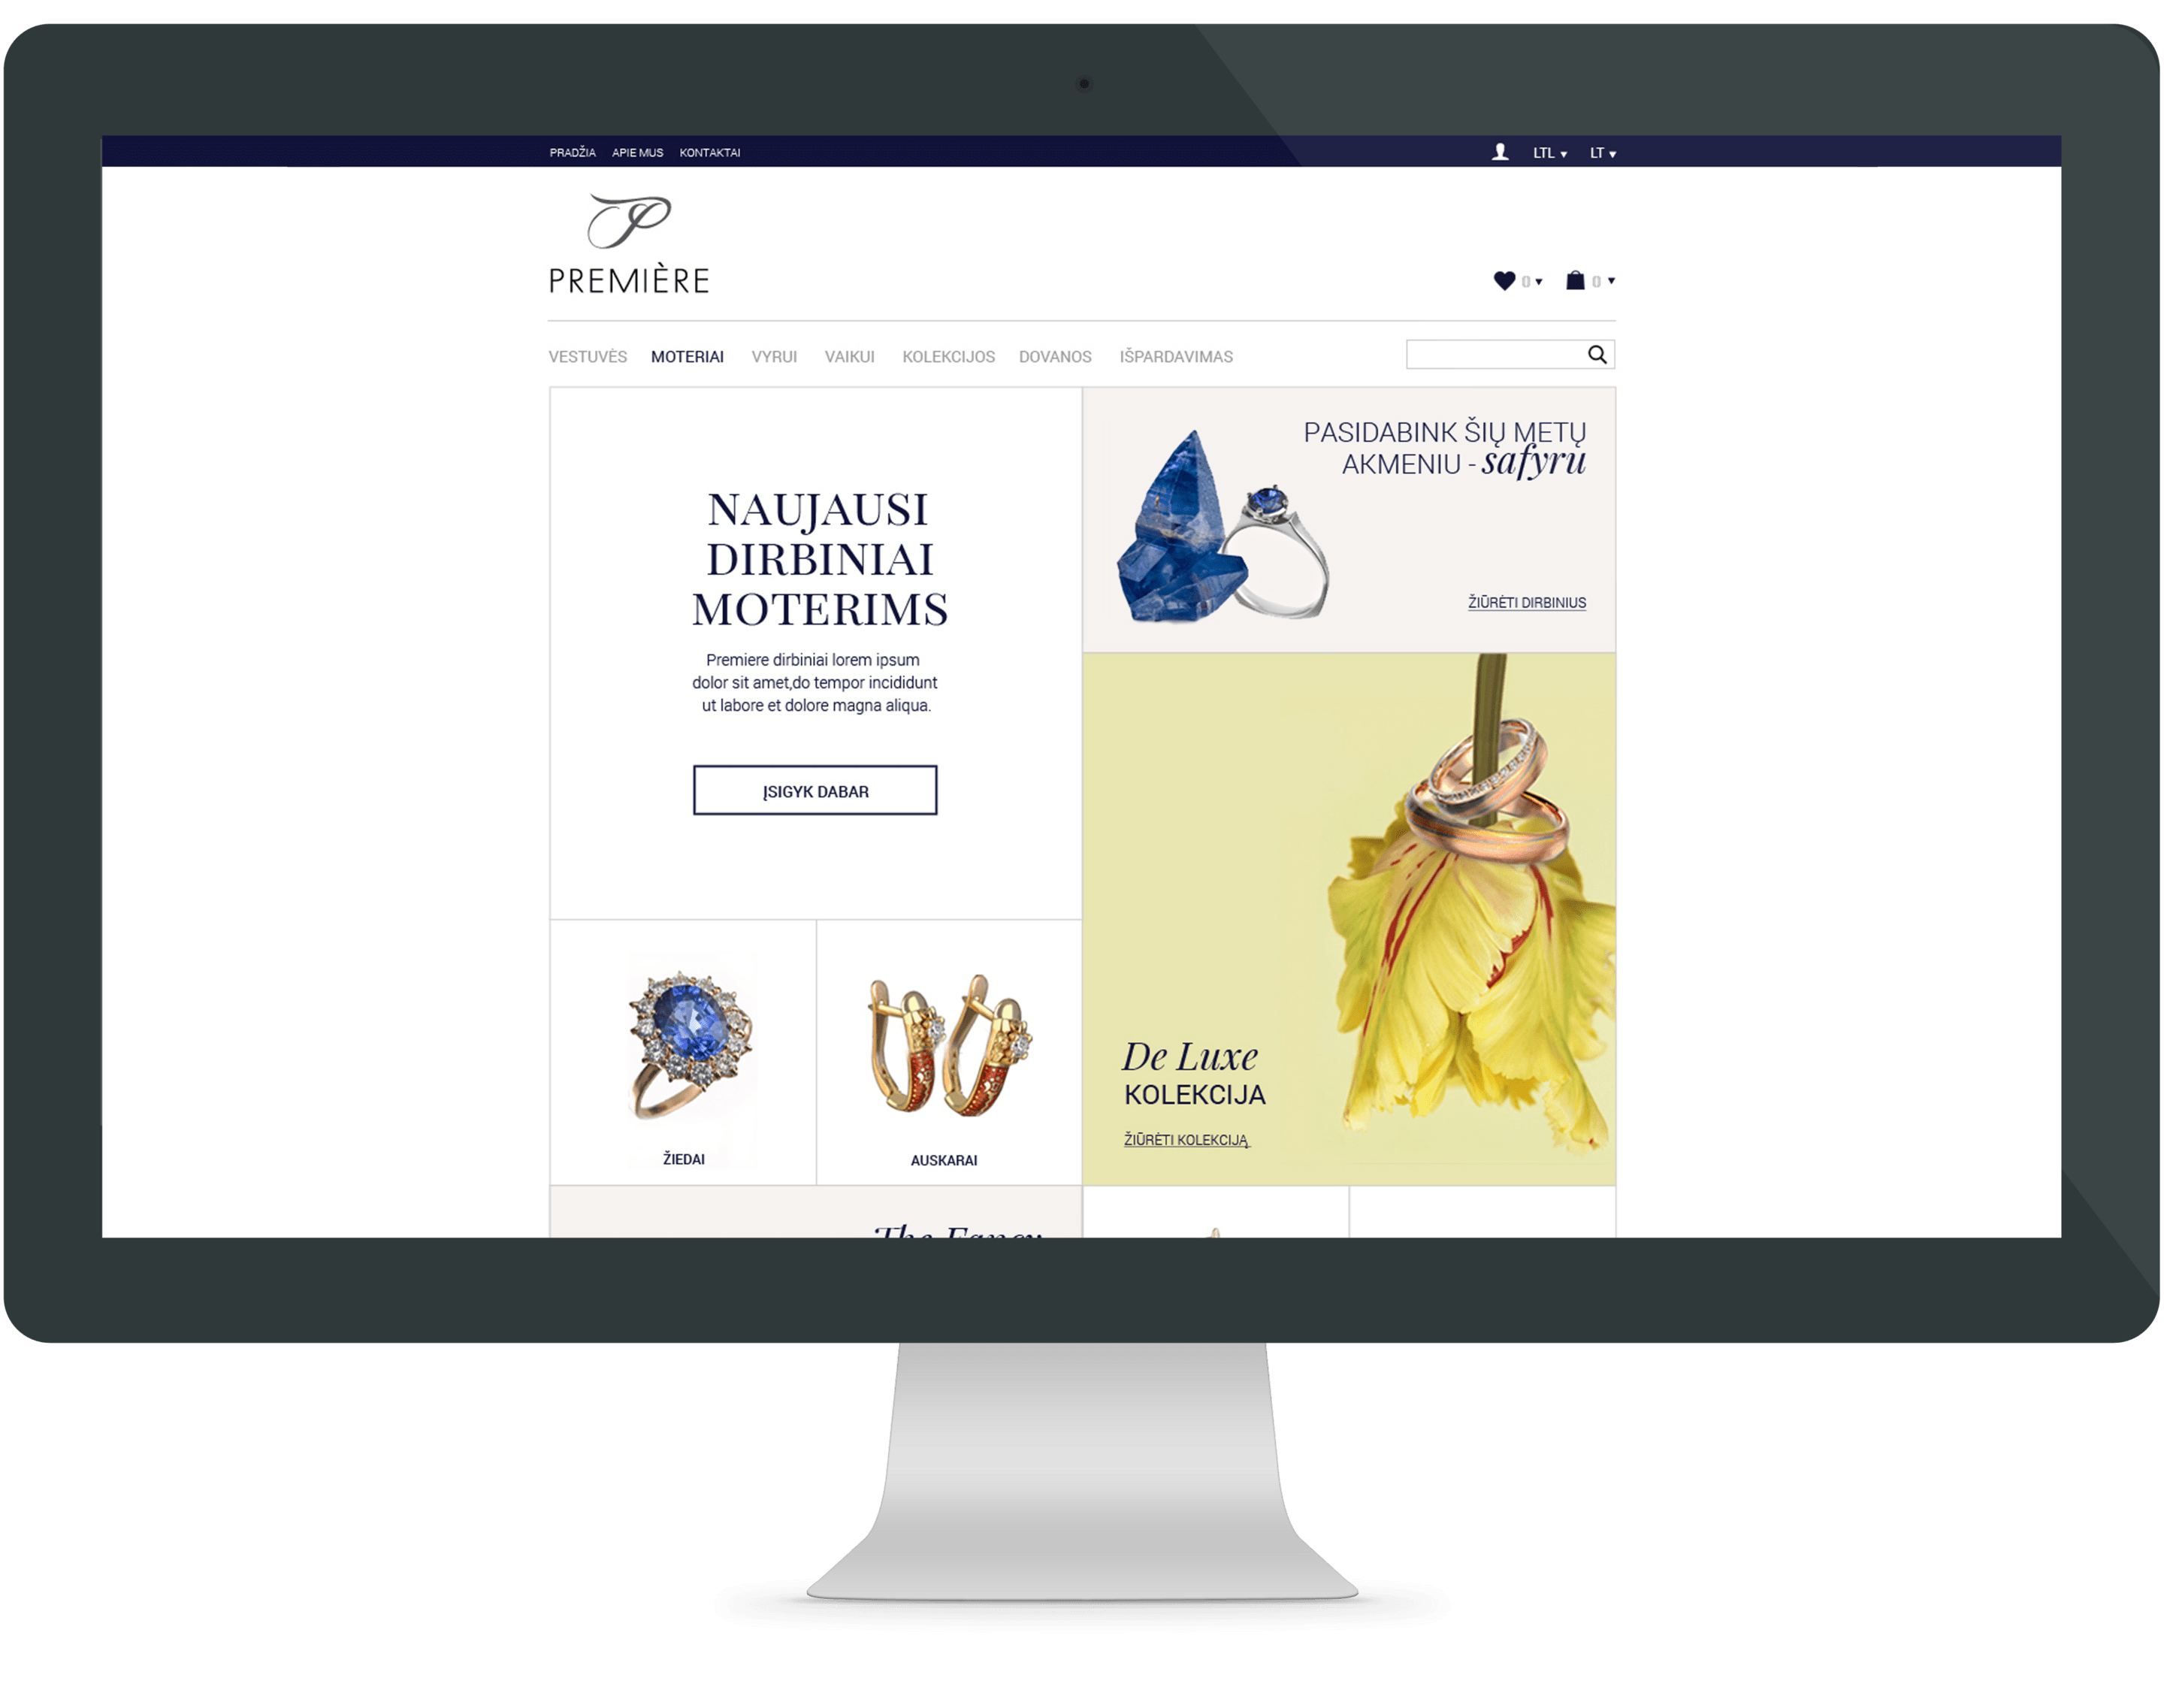 PRADŽIA APIE MUS KONTAKTAI
LTL LT
P
PREMIÈRE
0 0
VESTUVĖS MOTERIAI VYRUI VAIKUI KOLEKCIJOS DOVANOS IŠPARDAVIMAS
NAUJAUSI
DIRBINIAI
MOTERIMS
Premiere dirbiniai lorem ipsum
dolor sit amet,do tempor incididunt
ut labore et dolore magna aliqua.
ĮSIGYK DABAR
PASIDABINK ŠIŲ METŲ
AKMENIU - safyru
ŽIŪRĖTI DIRBINIUS
De Luxe
KOLEKCIJA
ŽIŪRĖTI KOLEKCIJĄ
ŽIEDAI
AUSKARAI
The Fancy